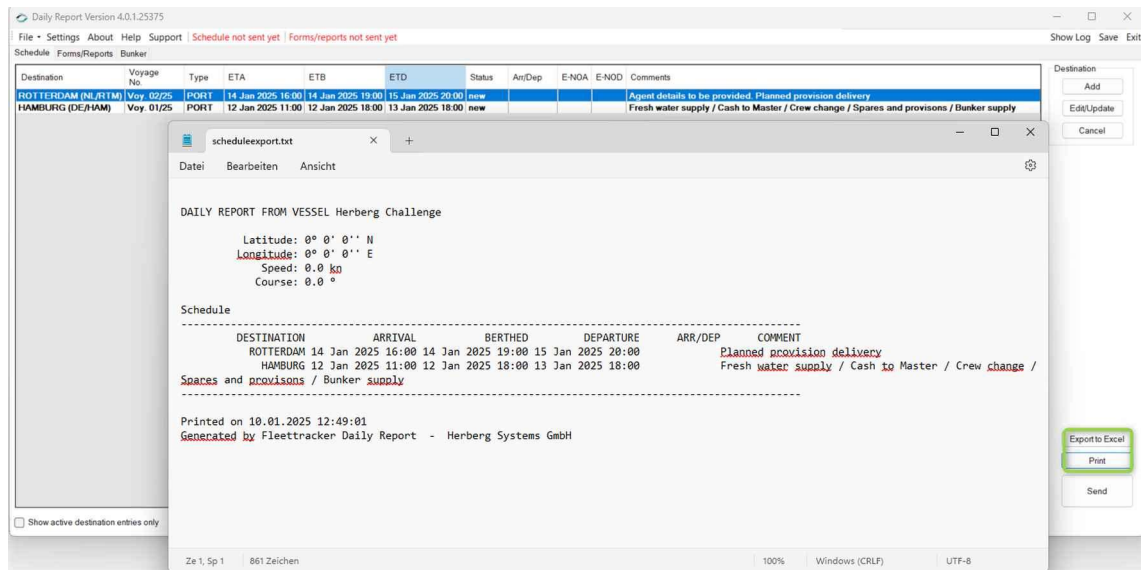 Daily Report Version 4.0.1.25375
File Settings About Help Support Schedule not sent yet Forms/reports not sent yet Show Log Save Exit
Schedule Forms/Reports Bunker
Destination Voyage No. Type ETA ETB ETD Status Arr/Dep E-NOA E-NOD Comments
ROTTERDAM (NL/RTM) Voy. 02/25 PORT 14 Jan 2025 16:00 14 Jan 2025 19:00 15 Jan 2025 20:00 new Agent details to be provided. Planned provision delivery
HAMBURG (DE/HAM) Voy. 01/25 PORT 12 Jan 2025 11:00 12 Jan 2025 18:00 13 Jan 2025 18:00 new Fresh water supply / Cash to Master / Crew change / Spares and provisons / Bunker supply
Destination
Add
Edit/Update
Cancel
scheduleexport.txt
Datei Bearbeiten Ansicht
DAILY REPORT FROM VESSEL Herberg Challenge
Latitude: 0° 0' 0'' N
Longitude: 0° 0' 0'' E
Speed: 0.0 kn
Course: 0.0 °
Schedule
--------------------------------------------------------------------------------
DESTINATION ARRIVAL BERTHED DEPARTURE ARR/DEP COMMENT
ROTTERDAM 14 Jan 2025 16:00 14 Jan 2025 19:00 15 Jan 2025 20:00 Planned provision delivery
HAMBURG 12 Jan 2025 11:00 12 Jan 2025 18:00 13 Jan 2025 18:00 Fresh water supply / Cash to Master / Crew change /
Spares and provisons / Bunker supply
--------------------------------------------------------------------------------
Printed on 10.01.2025 12:49:01
Generated by Fleettracker Daily Report - Herberg Systems GmbH
Export to Excel
Print
Send
Show active destination entries only
Ze 1, Sp 1 861 Zeichen 100% Windows (CRLF) UTF-8